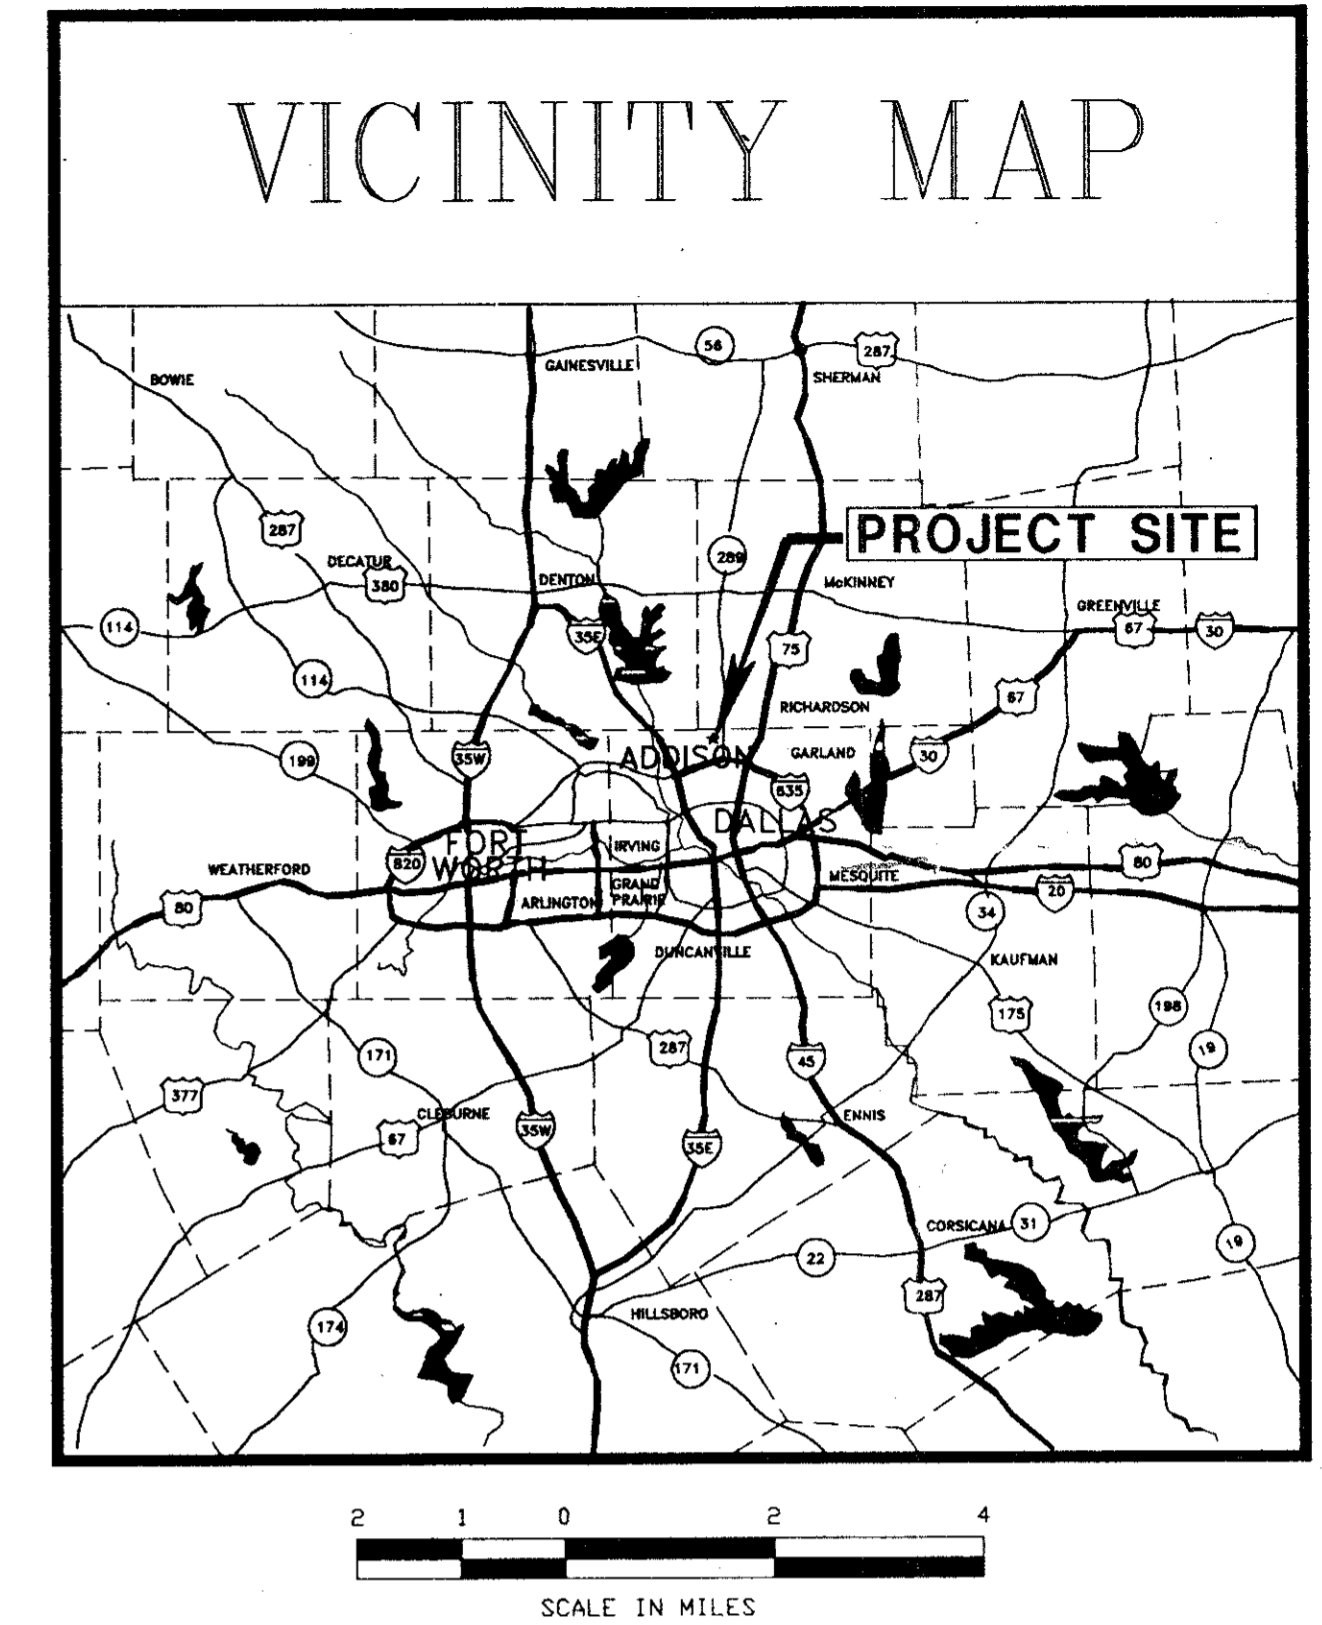 VICINITY MAP
56
287
GAINESVILLE
SHERMAN
BOWIE
287
PROJECT SITE
289
DECATUR
380
DENTON
McKINNEY
GREENVILLE
114
35E
67
30
75
114
67
RICHARDSON
199
35W
ADDISON
GARLAND
30
635
DALLAS
FORT
WORTH
820
IRVING
80
WEATHERFORD
MESQUITE
GRAND
PRAIRIE
20
80
ARLINGTON
34
DUNCANVILLE
KAUFMAN
198
175
287
19
171
45
377
CLEBURNE
ENNIS
67
35W
35E
CORSICANA
31
22
19
287
HILLSBORO
174
171
2 1 0 2 4
SCALE IN MILES